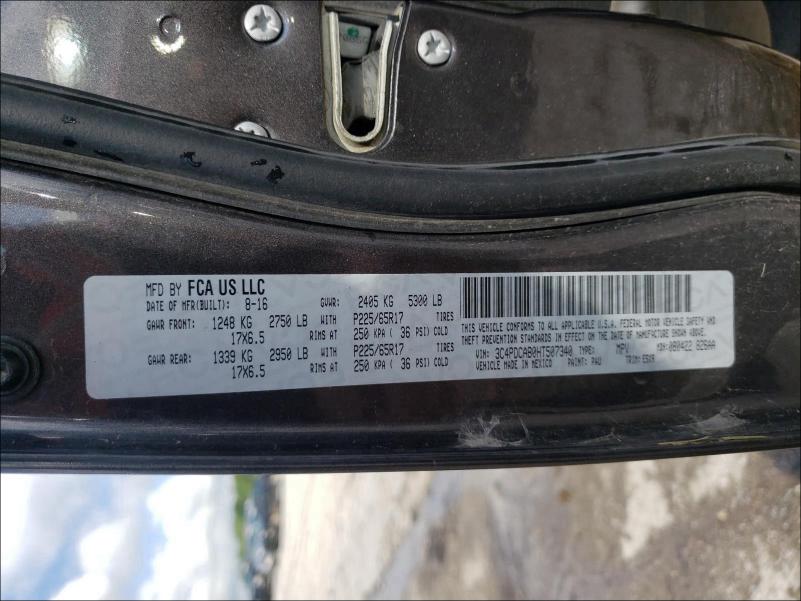 MFD BY FCA US LLC
DATE OF MFR(BUILT): 8-16 GVWR: 2405 KG 5300 LB
GAWR FRONT: 1248 KG 2750 LB WITH P225/65R17 TIRES
17X6.5 RIMS AT 250 KPA ( 36 PSI) COLD
GAWR REAR: 1339 KG 2950 LB WITH P225/65R17 TIRES
17X6.5 RIMS AT 250 KPA ( 36 PSI) COLD
THIS VEHICLE CONFORMS TO ALL APPLICABLE U.S.A. FEDERAL MOTOR VEHICLE SAFETY AND
THEFT PREVENTION STANDARDS IN EFFECT ON THE DATE OF MANUFACTURE SHOWN ABOVE.
VIN: 3C4PDCAB0HT507340 TYPE: MPV MDH: 080422 825AA
VEHICLE MADE IN MEXICO PAINT: PAU TRIM: